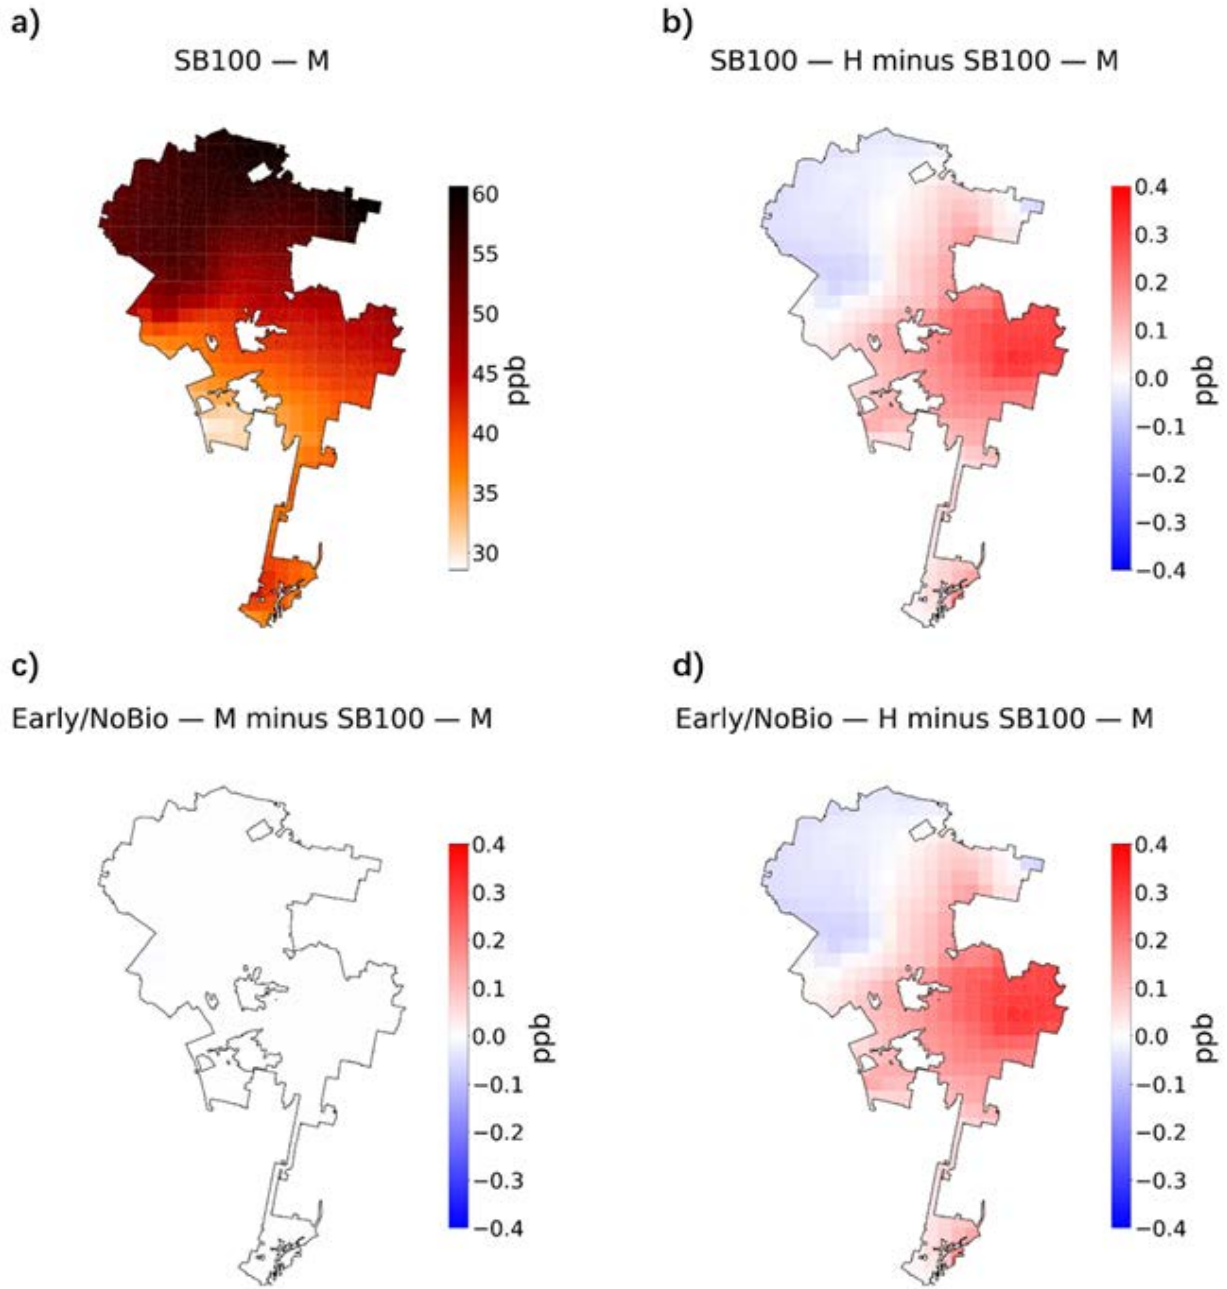 a)
SB100 — M
60
55
50
45
40
35
30
ppb
b)
SB100 — H minus SB100 — M
0.4
0.3
0.2
0.1
0.0
−0.1
−0.2
−0.3
−0.4
ppb
c)
Early/NoBio — M minus SB100 — M
0.4
0.3
0.2
0.1
0.0
−0.1
−0.2
−0.3
−0.4
ppb
d)
Early/NoBio — H minus SB100 — M
0.4
0.3
0.2
0.1
0.0
−0.1
−0.2
−0.3
−0.4
ppb